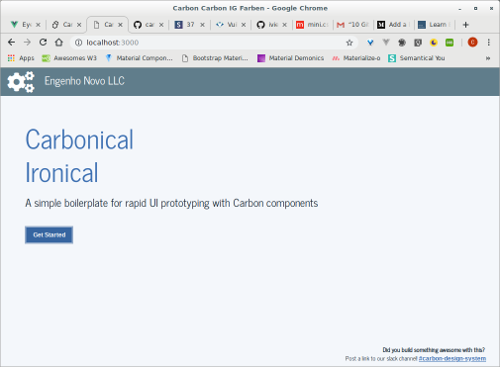 Carbon Carbon IG Farben - Google Chrome
Ey
Ca
Ca
car
37
Vu
ivic
mini.c
"10 Gi
Add a
Learn
localhost:3000
Apps
Awesomes W3
Material Compon...
Bootstrap Materi...
Material Demonics
Materialize-o
Semantical You
Engenho Novo LLC
Carbonical
Ironical
A simple boilerplate for rapid UI prototyping with Carbon components
Get Started
Did you build something awesome with this?
Post a link to our slack channel #carbon-design-system